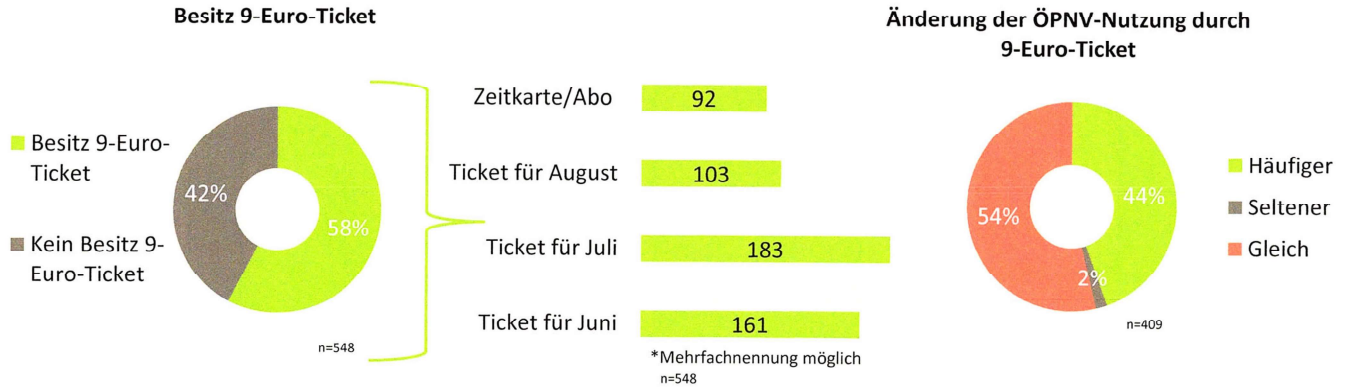 Besitz 9-Euro-Ticket
Besitz 9-Euro-
Ticket
Kein Besitz 9-
Euro-Ticket
42%
58%
n=548
Zeitkarte/Abo
92
Ticket für August
103
Ticket für Juli
183
Ticket für Juni
161
*Mehrfachnennung möglich
n=548
Änderung der ÖPNV-Nutzung durch
9-Euro-Ticket
54%
44%
2%
Häufiger
Seltener
Gleich
n=409